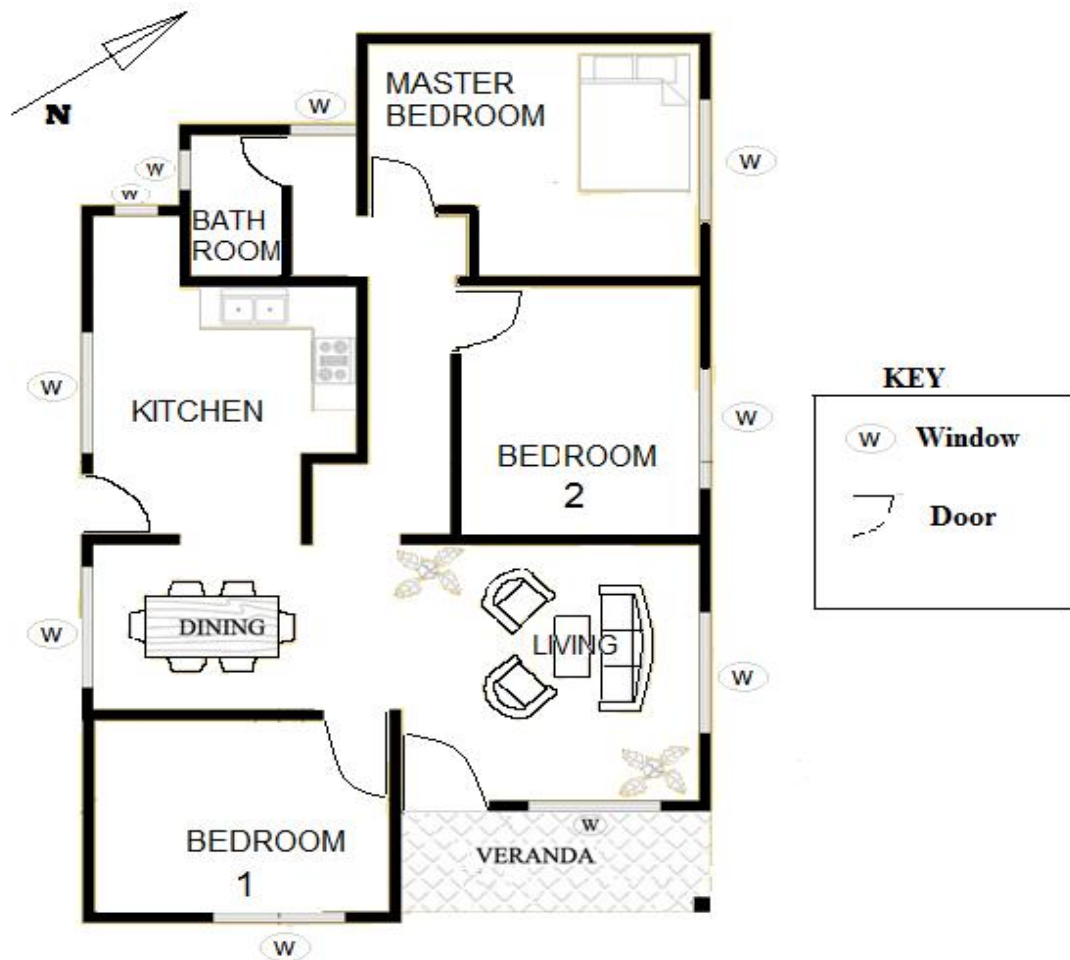 N
W
MASTER
BEDROOM
W
W
W
W
BATH
ROOM
KITCHEN
W
BEDROOM
2
W
KEY
W Window
Door
DINING
LIVING
W
W
BEDROOM
1
VERANDA
W
W